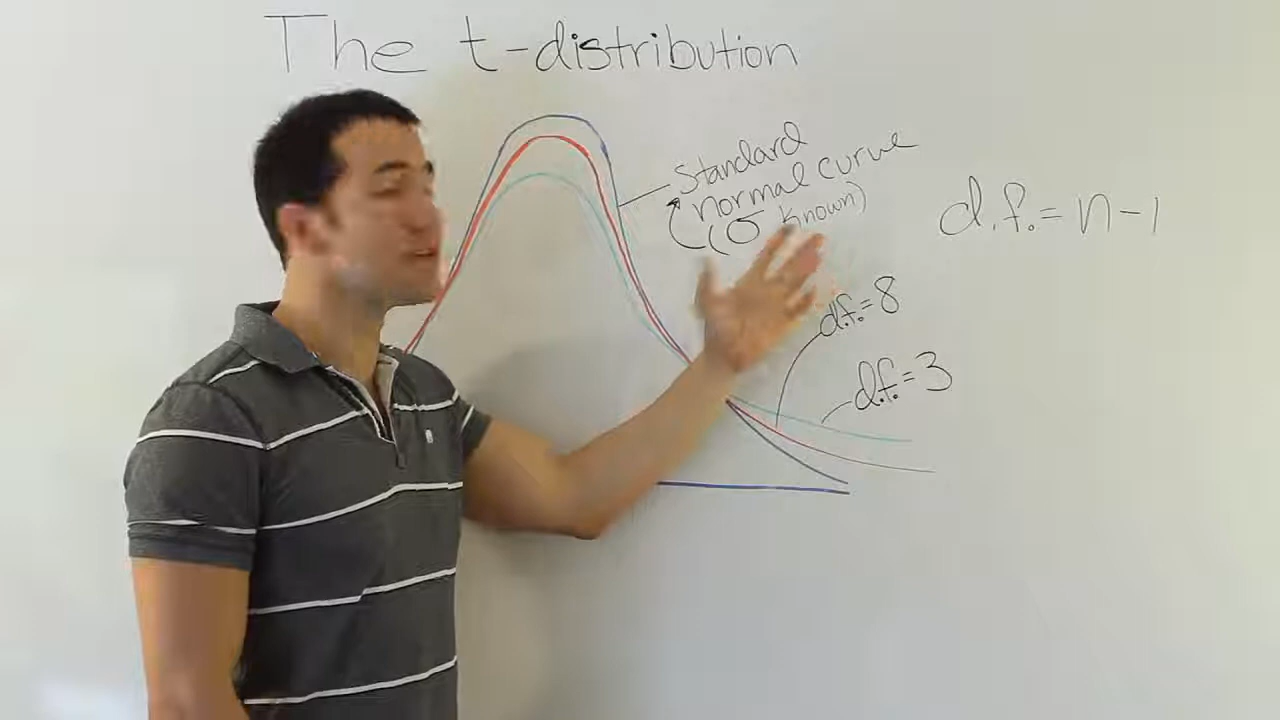 The t-distribution
Standard
normal curve
(σ known)
d.f. = n-1
d.f. = 8
d.f. = 3